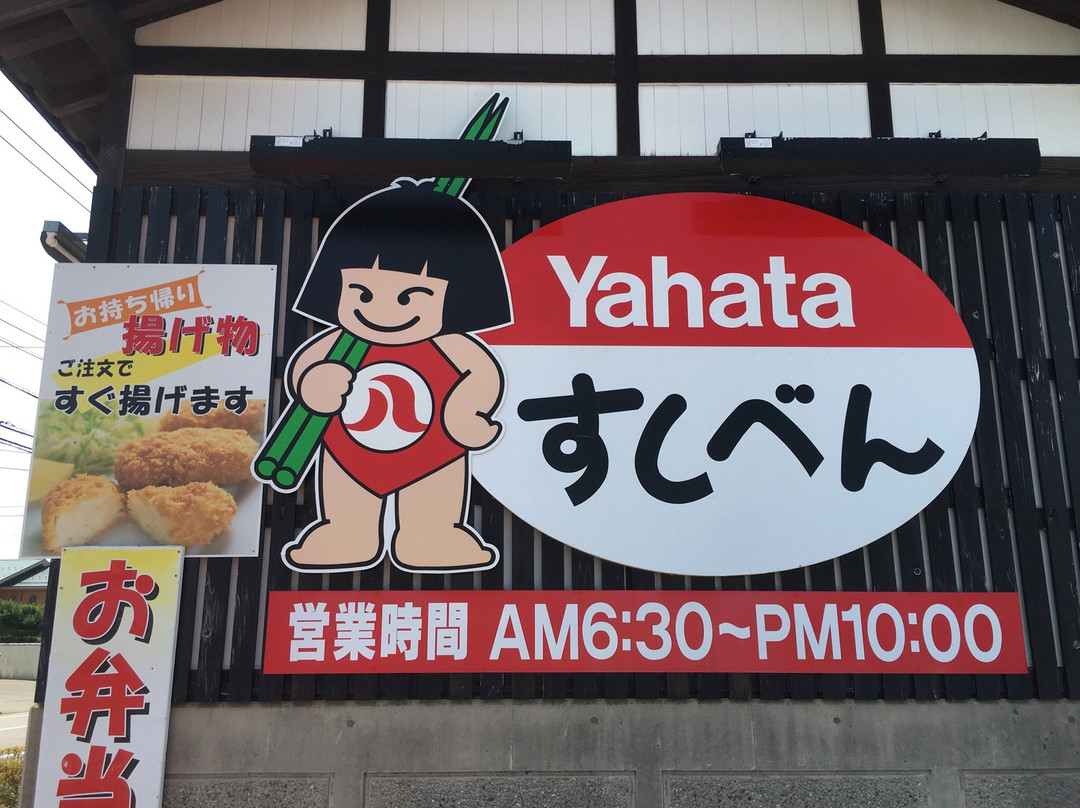 お持ち帰り
揚げ物
ご注文で
すぐ揚げます
お弁当
八
Yahata
すしべん
営業時間 AM6:30~PM10:00